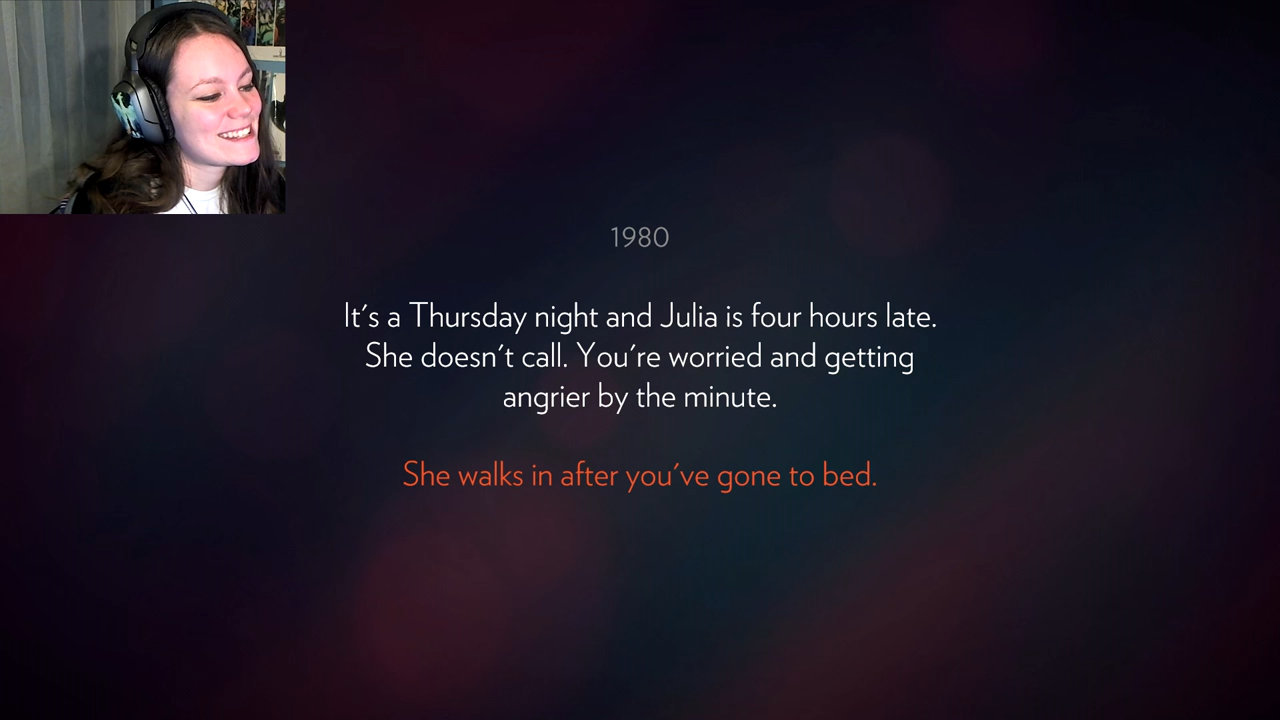 1980
It's a Thursday night and Julia is four hours late.
She doesn't call. You're worried and getting
angrier by the minute.
She walks in after you've gone to bed.